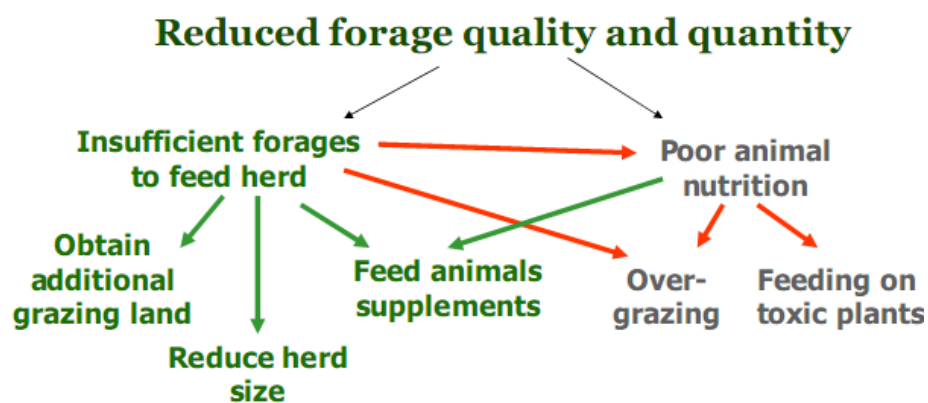 Reduced forage quality and quantity
Insufficient forages
to feed herd
Poor animal
nutrition
Obtain
additional
grazing land
Reduce herd
size
Feed animals
supplements
Over-
grazing
Feeding on
toxic plants